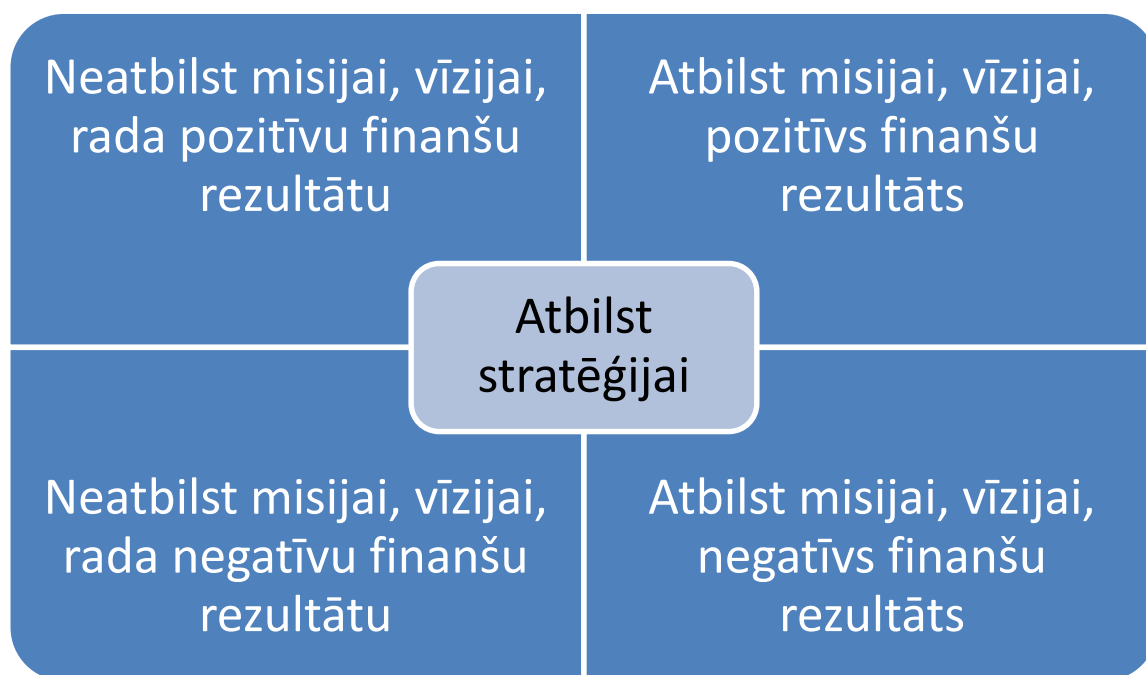 Neatbilst misijai, vīzijai,
rada pozitīvu finanšu
rezultātu
Atbilst misijai, vīzijai,
pozitīvs finanšu
rezultāts
Atbilst
stratēģijai
Neatbilst misijai, vīzijai,
rada negatīvu finanšu
rezultātu
Atbilst misijai, vīzijai,
negatīvs finanšu
rezultāts